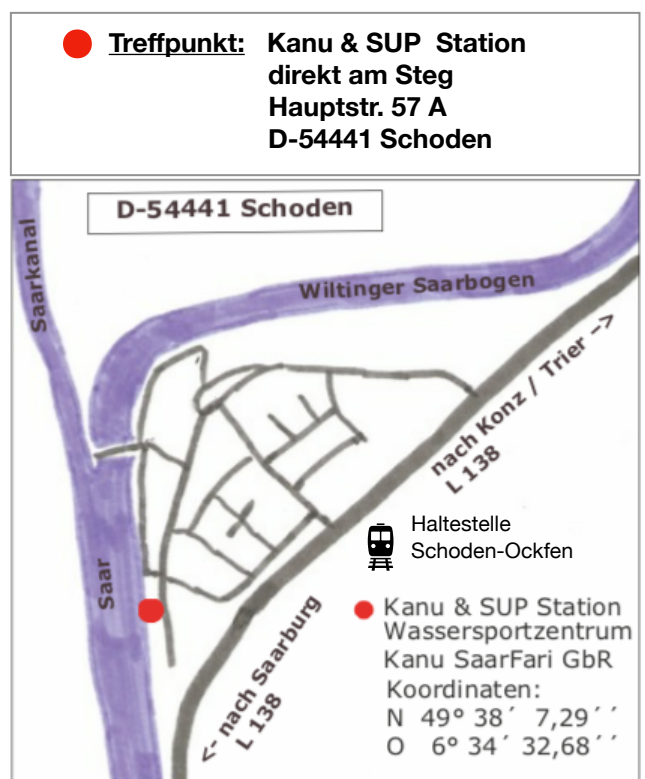 Treffpunkt: Kanu & SUP Station
direkt am Steg
Hauptstr. 57 A
D-54441 Schoden
D-54441 Schoden
Saarkanal
Wiltinger Saarbogen
nach Konz / Trier –>
L 138
Haltestelle
Schoden-Ockfen
Saar
<- nach Saarburg
L 138
Kanu & SUP Station
Wassersportzentrum
Kanu SaarFari GbR
Koordinaten:
N 49° 38´ 7,29´´
O 6° 34´ 32,68´´